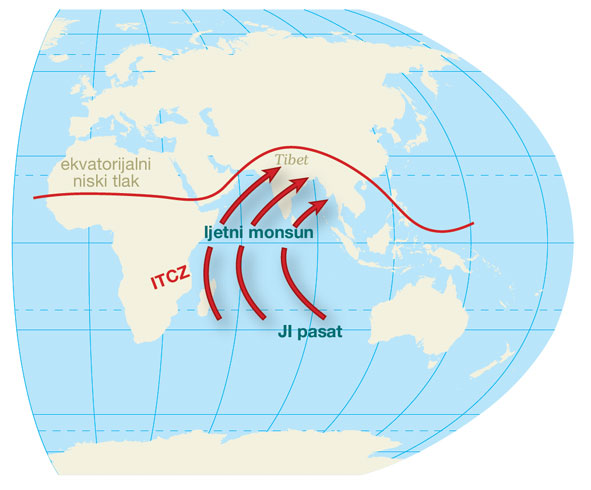 Tibet
ekvatorijalni
niski tlak
ljetni monsun
ITCZ
JI pasat